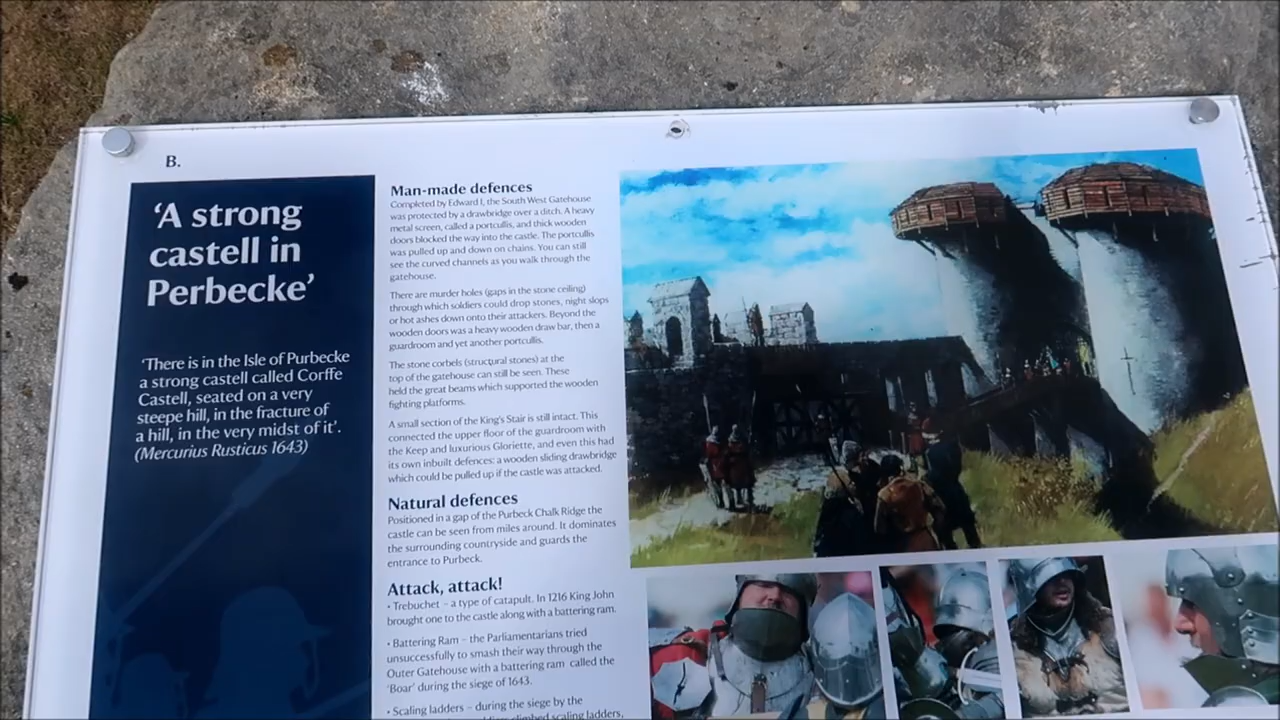 B.
‘A strong
castell in
Perbecke’
‘There is in the Isle of Purbecke
a strong castell called Corffe
Castell, seated on a very
steepe hill, in the fracture of
a hill, in the very midst of it’.
(Mercurius Rusticus 1643)
Man-made defences
Completed by Edward I, the South West Gatehouse
was protected by a drawbridge over a ditch. A heavy
metal screen, called a portcullis, and thick wooden
doors blocked the way into the castle. The portcullis
was pulled up and down on chains. You can still
see the curved channels as you walk through the
gatehouse.
There are murder holes (gaps in the stone ceiling)
through which soldiers could drop stones, night slops
or hot ashes down onto their attackers. Beyond the
wooden doors was a heavy wooden draw bar, then a
guardroom and yet another portcullis.
The stone corbels (structural stones) at the
top of the gatehouse can still be seen. These
held the great beams which supported the wooden
fighting platforms.
A small section of the King's Stair is still intact. This
connected the upper floor of the guardroom with
the Keep and luxurious Gloriette, and even this had
its own inbuilt defences: a wooden sliding drawbridge
which could be pulled up if the castle was attacked.
Natural defences
Positioned in a gap of the Purbeck Chalk Ridge the
castle can be seen from miles around. It dominates
the surrounding countryside and guards the
entrance to Purbeck.
Attack, attack!
• Trebuchet – a type of catapult. In 1216 King John
brought one to the castle along with a battering ram.
• Battering Ram – the Parliamentarians tried
unsuccessfully to smash their way through the
Outer Gatehouse with a battering ram called the
‘Boar’ during the siege of 1643.
• Scaling ladders – during the siege by the
climbed scaling ladders,